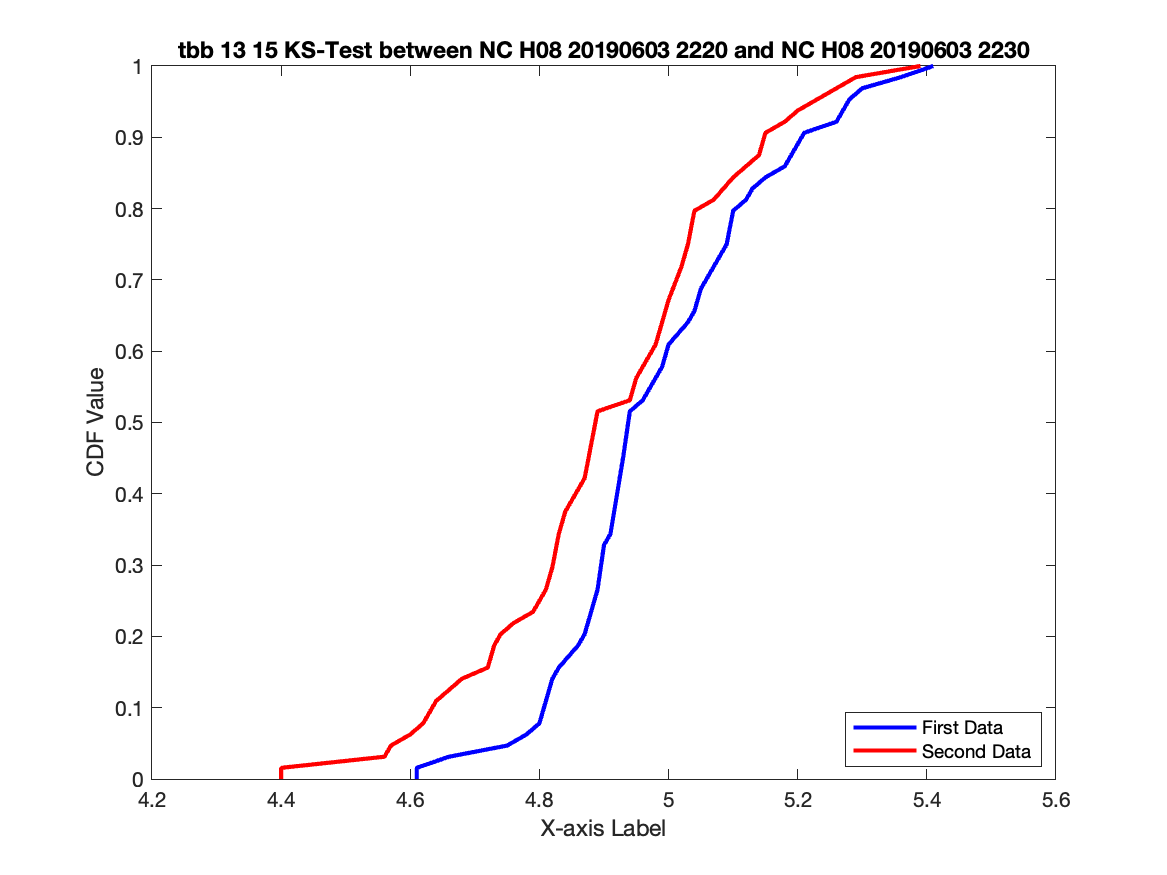 tbb 13 15 KS-Test between NC H08 20190603 2220 and NC H08 20190603 2230
1
0.9
0.8
0.7
0.6
0.5
0.4
0.3
0.2
0.1
0
CDF Value
First Data
Second Data
4.2 4.4 4.6 4.8 5 5.2 5.4 5.6
X-axis Label